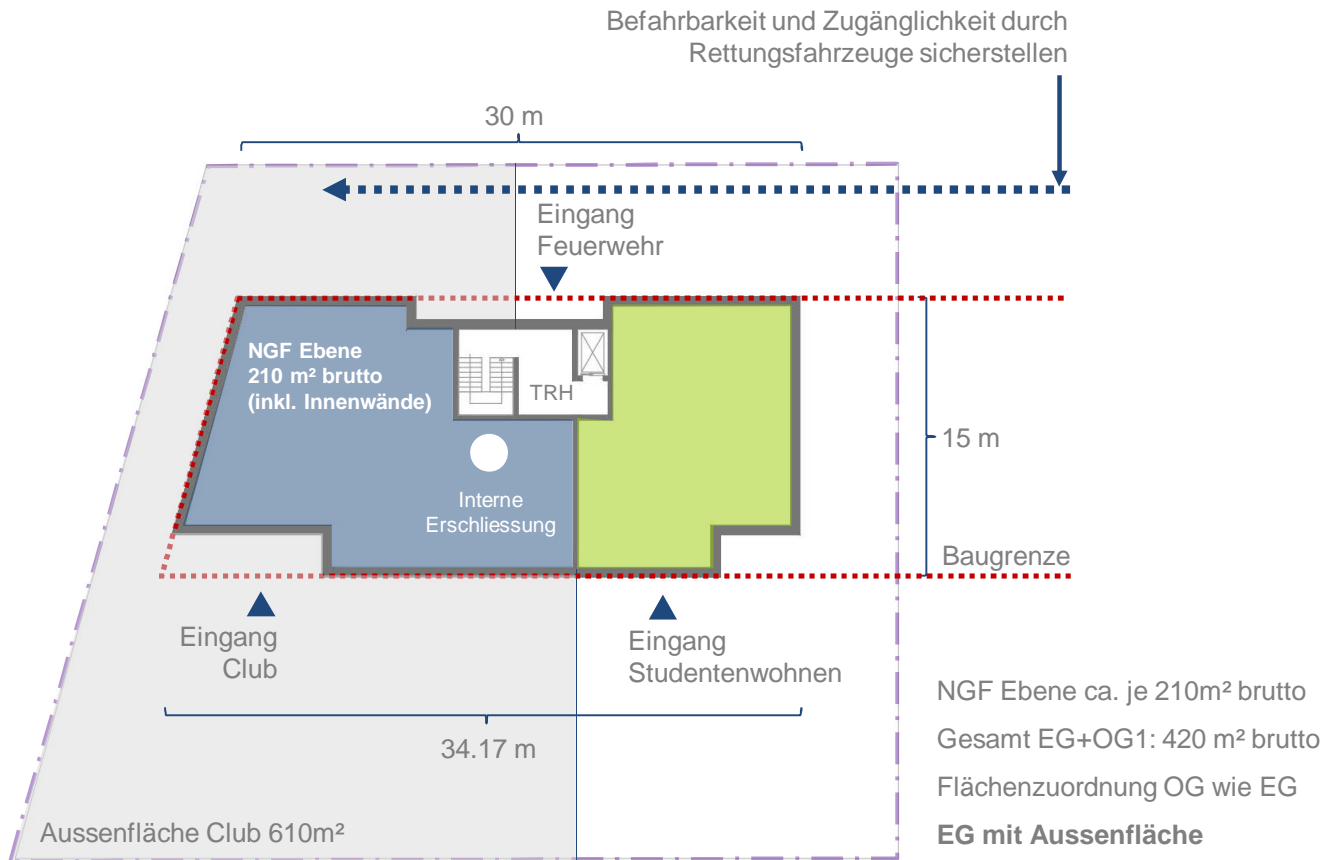 Befahrbarkeit und Zugänglichkeit durch
Rettungsfahrzeuge sicherstellen
30 m
Eingang
Feuerwehr
NGF Ebene
210 m² brutto
(inkl. Innenwände)
TRH
15 m
Interne
Erschliessung
Baugrenze
Eingang
Club
Eingang
Studentenwohnen
34.17 m
NGF Ebene ca. je 210m² brutto
Gesamt EG+OG1: 420 m² brutto
Flächenzuordnung OG wie EG
EG mit Aussenfläche
Aussenfläche Club 610m²